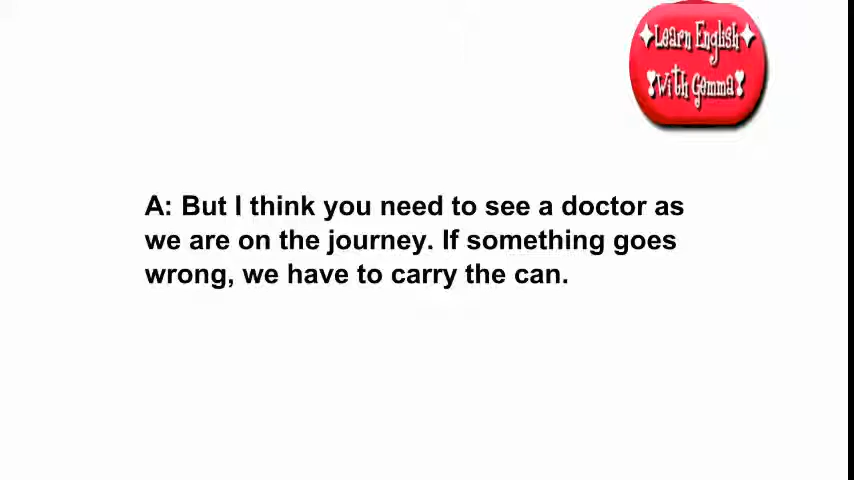 Learn English
With Gemma
A: But I think you need to see a doctor as
we are on the journey. If something goes
wrong, we have to carry the can.